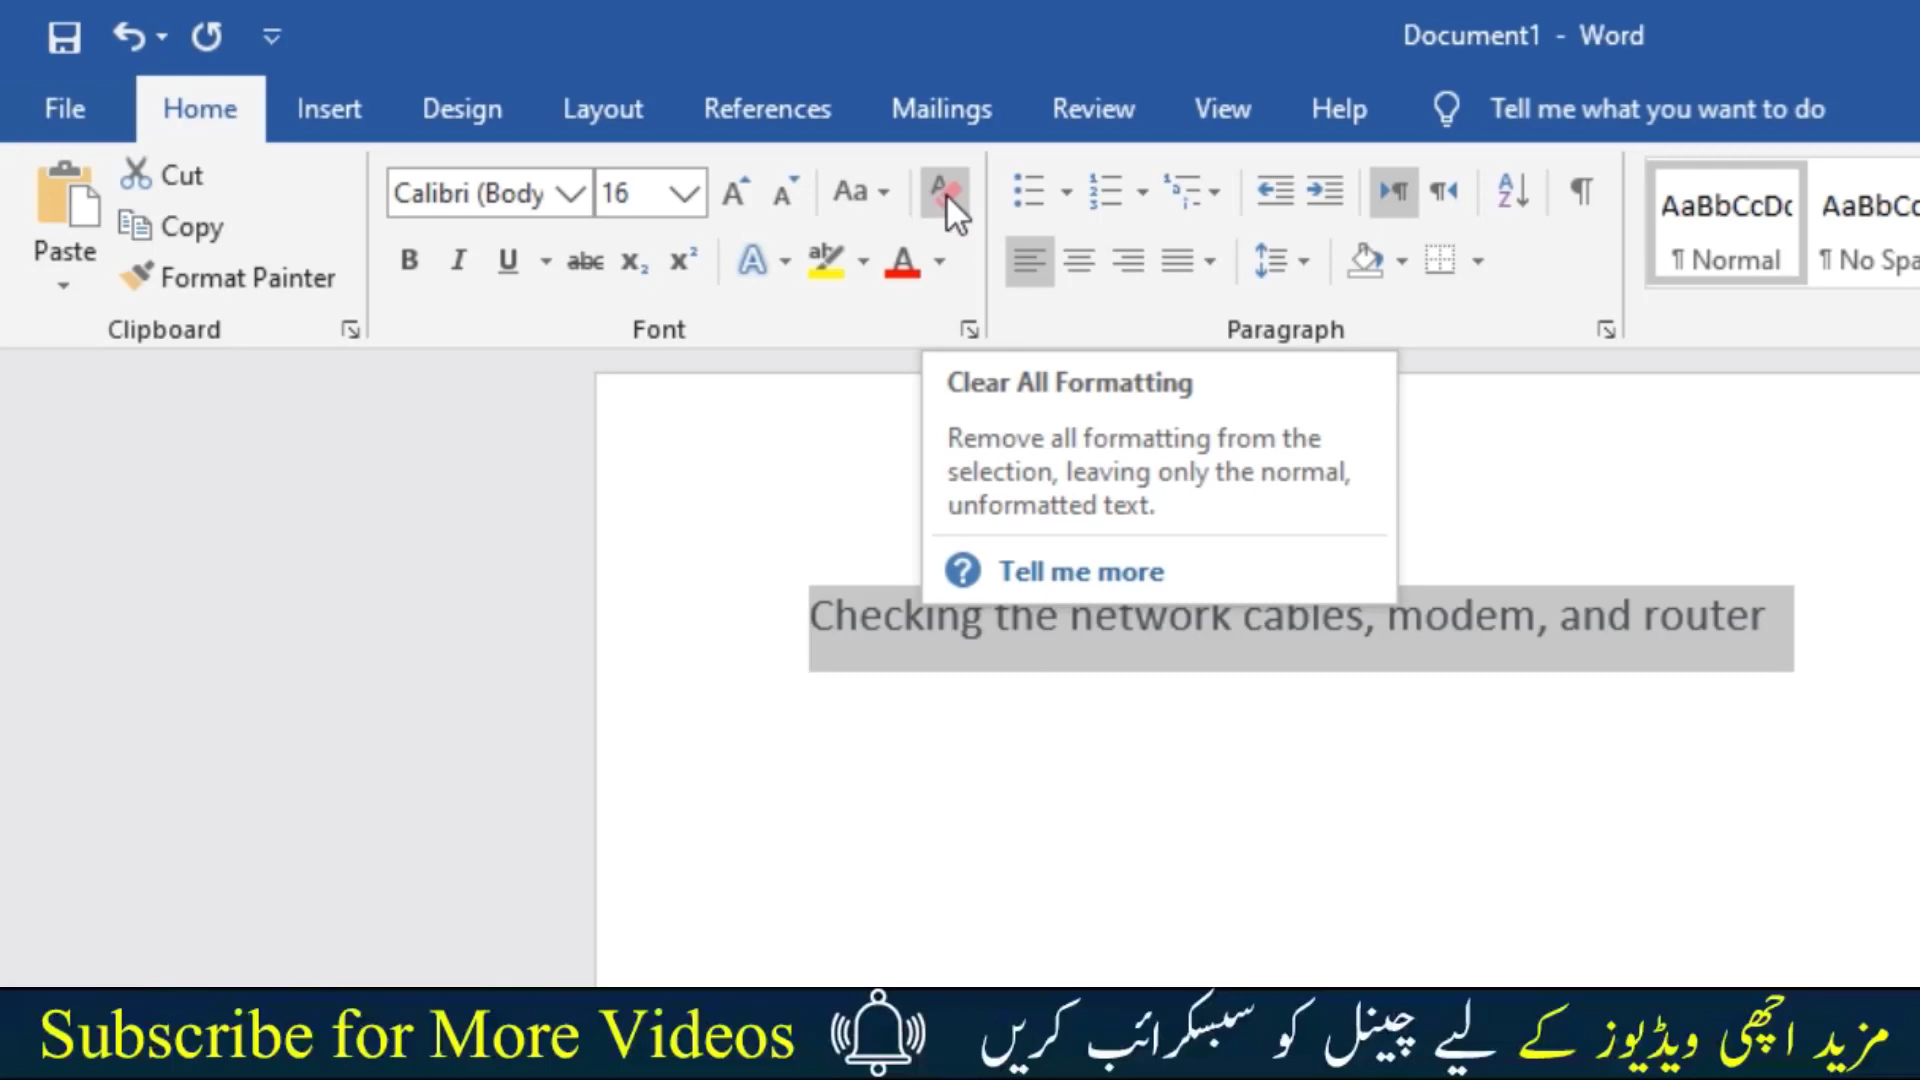 Document1 - Word
File Home Insert Design Layout References Mailings Review View Help Tell me what you want to do
Paste
Cut
Copy
Format Painter
Clipboard
Calibri (Body 16 Aa
B I U abc x₂ x²
Font
Paragraph
AaBbCcDc AaBbCc
¶ Normal ¶ No Spa
Clear All Formatting
Remove all formatting from the
selection, leaving only the normal,
unformatted text.
Tell me more
Checking the network cables, modem, and router
Subscribe for More Videos
مزید اچھی ویڈیوز کے لیے چینل کو سبسکرائب کریں